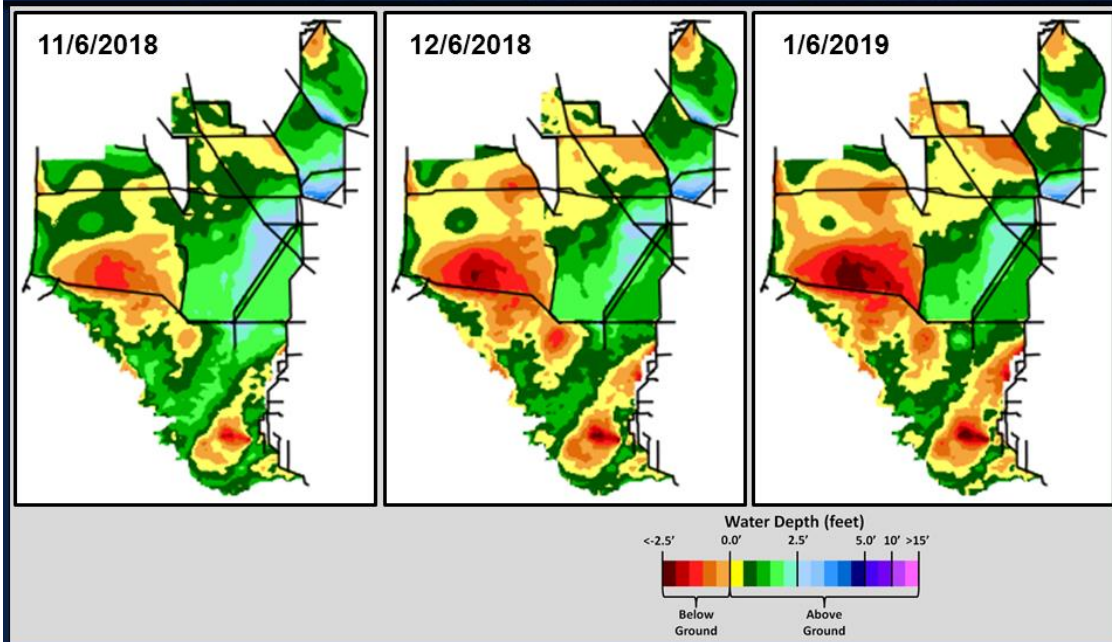 11/6/2018
12/6/2018
1/6/2019
Water Depth (feet)
<-2.5' 0.0' 2.5' 5.0' 10' >15'
Below Ground
Above Ground